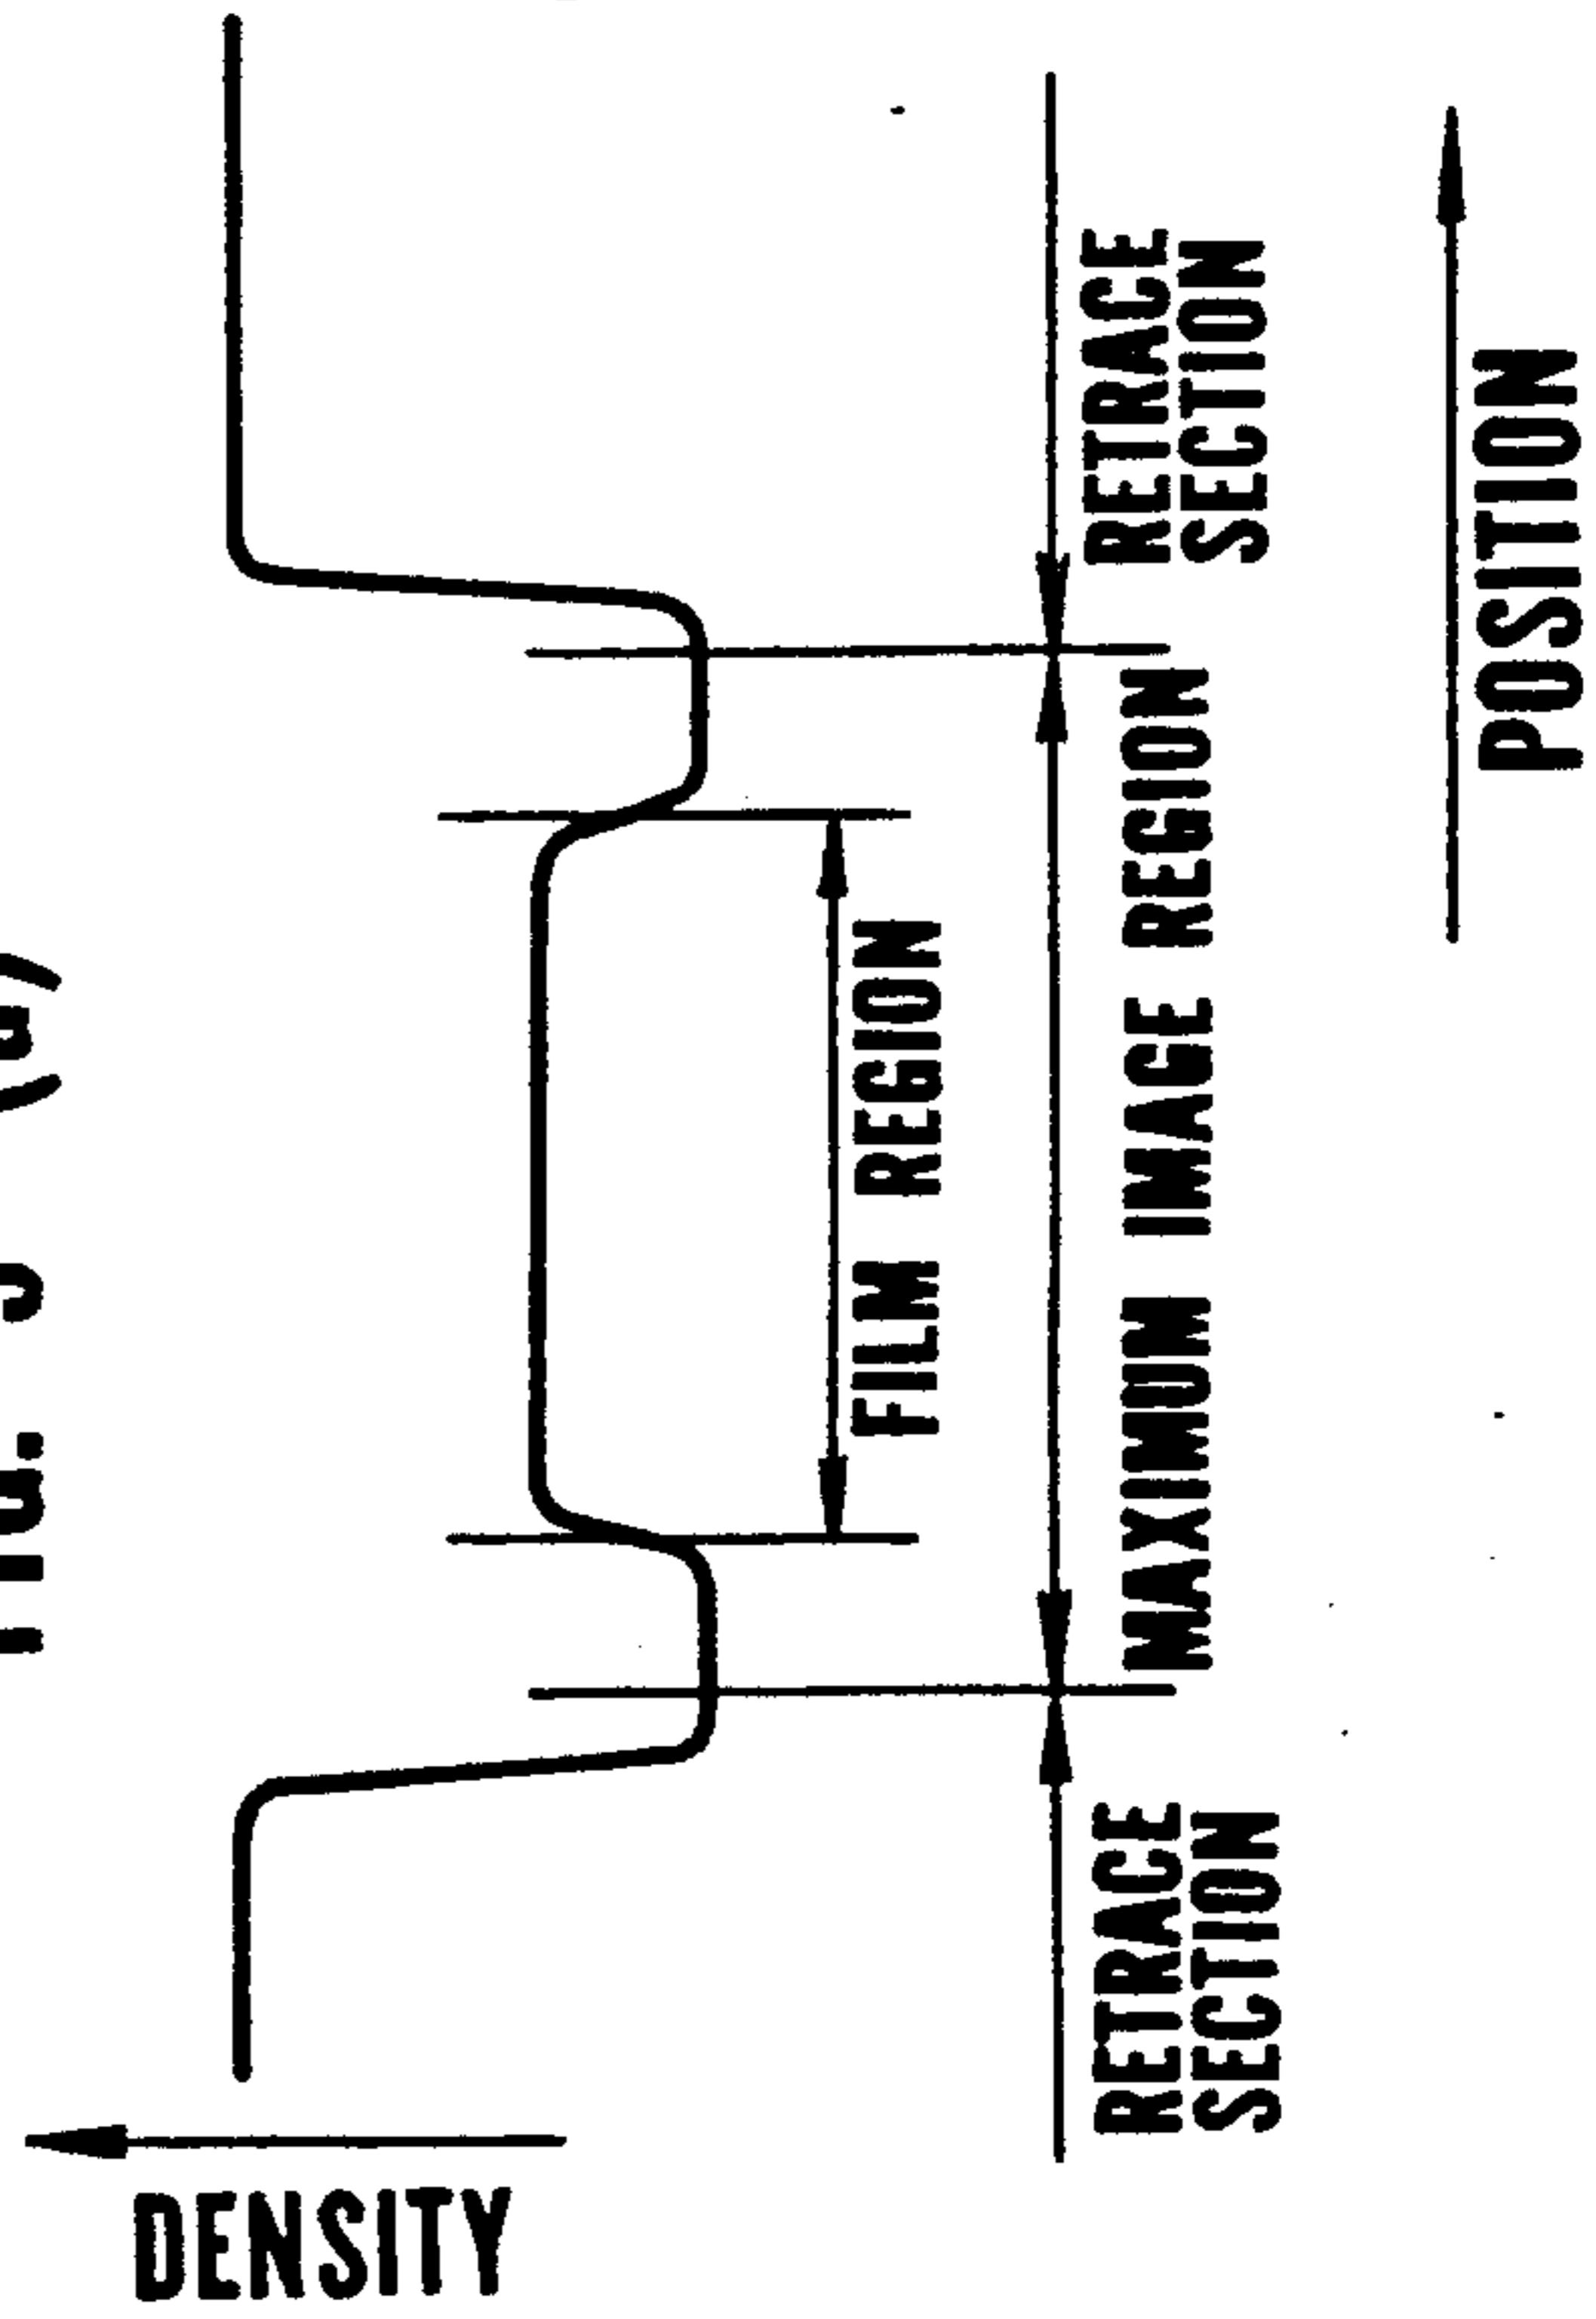 DENSITY
FILM REGION
RETRACE
SECTION
MAXIMUM IMAGE REGION
RETRACE
SECTION
POSITION